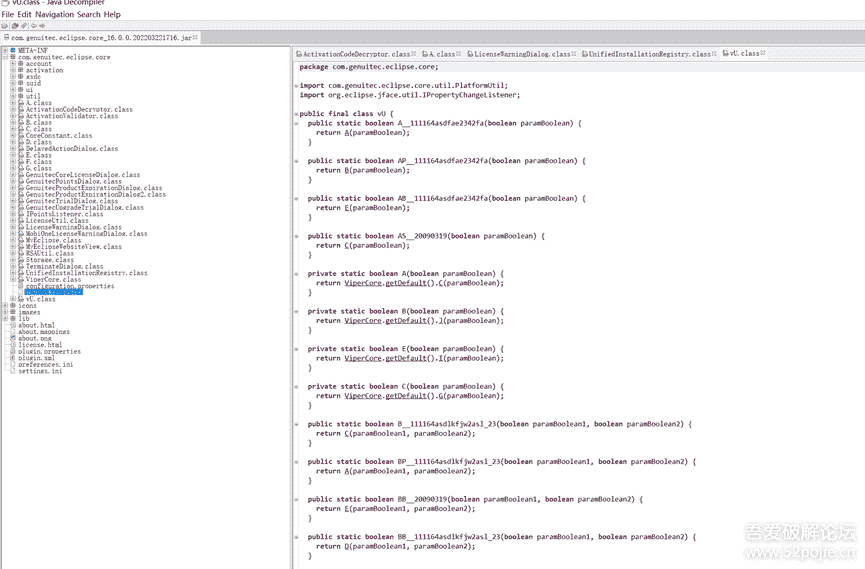 vU.class - Java Decompiler
File Edit Navigation Search Help
com.genuitec.eclipse.core_16.0.0.202203221716.jar
META-INF
com.genuitec.eclipse.core
account
activation
gsdc
suid
ui
util
A.class
ActivationCodeDecryptor.class
ActivationValidator.class
B.class
C.class
CoreConstant.class
D.class
DelayedActionDialog.class
E.class
F.class
G.class
GenuitecCoreLicenseDialog.class
GenuitecPointsDialog.class
GenuitecProductExpirationDialog.class
GenuitecProductExpirationDialog2.class
GenuitecTrialDialog.class
GenuitecUpgradeTrialDialog.class
IPointsListener.class
LicenseUtil.class
LicenseWarningDialog.class
MobiOneLicenseWarningDialog.class
MyEclipse.class
MyEclipseWebsiteView.class
RSAUtil.class
Storage.class
TerminateDialog.class
UnifiedInstallationRegistry.class
ViperCore.class
configuration.properties
vU.class
icons
images
lib
about.html
about.mappings
about.png
license.html
plugin.properties
plugin.xml
preferences.ini
settings.ini
ActivationCodeDecryptor.class A.class LicenseWarningDialog.class UnifiedInstallationRegistry.class vU.class
package com.genuitec.eclipse.core;
import com.genuitec.eclipse.core.util.PlatformUtil;
import org.eclipse.jface.util.IPropertyChangeListener;
public final class vU {
public static boolean A__111164asdfae2342fa(boolean paramBoolean) {
return A(paramBoolean);
}
public static boolean AP__111164asdfae2342fa(boolean paramBoolean) {
return B(paramBoolean);
}
public static boolean AB__111164asdfae2342fa(boolean paramBoolean) {
return E(paramBoolean);
}
public static boolean AS__20090319(boolean paramBoolean) {
return C(paramBoolean);
}
private static boolean A(boolean paramBoolean) {
return ViperCore.getDefault().C(paramBoolean);
}
private static boolean B(boolean paramBoolean) {
return ViperCore.getDefault().J(paramBoolean);
}
private static boolean E(boolean paramBoolean) {
return ViperCore.getDefault().I(paramBoolean);
}
private static boolean C(boolean paramBoolean) {
return ViperCore.getDefault().G(paramBoolean);
}
public static boolean B__111164asdlkfjw2asl_23(boolean paramBoolean1, boolean paramBoolean2) {
return C(paramBoolean1, paramBoolean2);
}
public static boolean BP__111164asdlkfjw2asl_23(boolean paramBoolean1, boolean paramBoolean2) {
return A(paramBoolean1, paramBoolean2);
}
public static boolean BB__20090319(boolean paramBoolean1, boolean paramBoolean2) {
return E(paramBoolean1, paramBoolean2);
}
public static boolean BB__111164asdlkfjw2asl_23(boolean paramBoolean1, boolean paramBoolean2) {
return D(paramBoolean1, paramBoolean2);
}
吾爱破解论坛
www.52pojie.cn